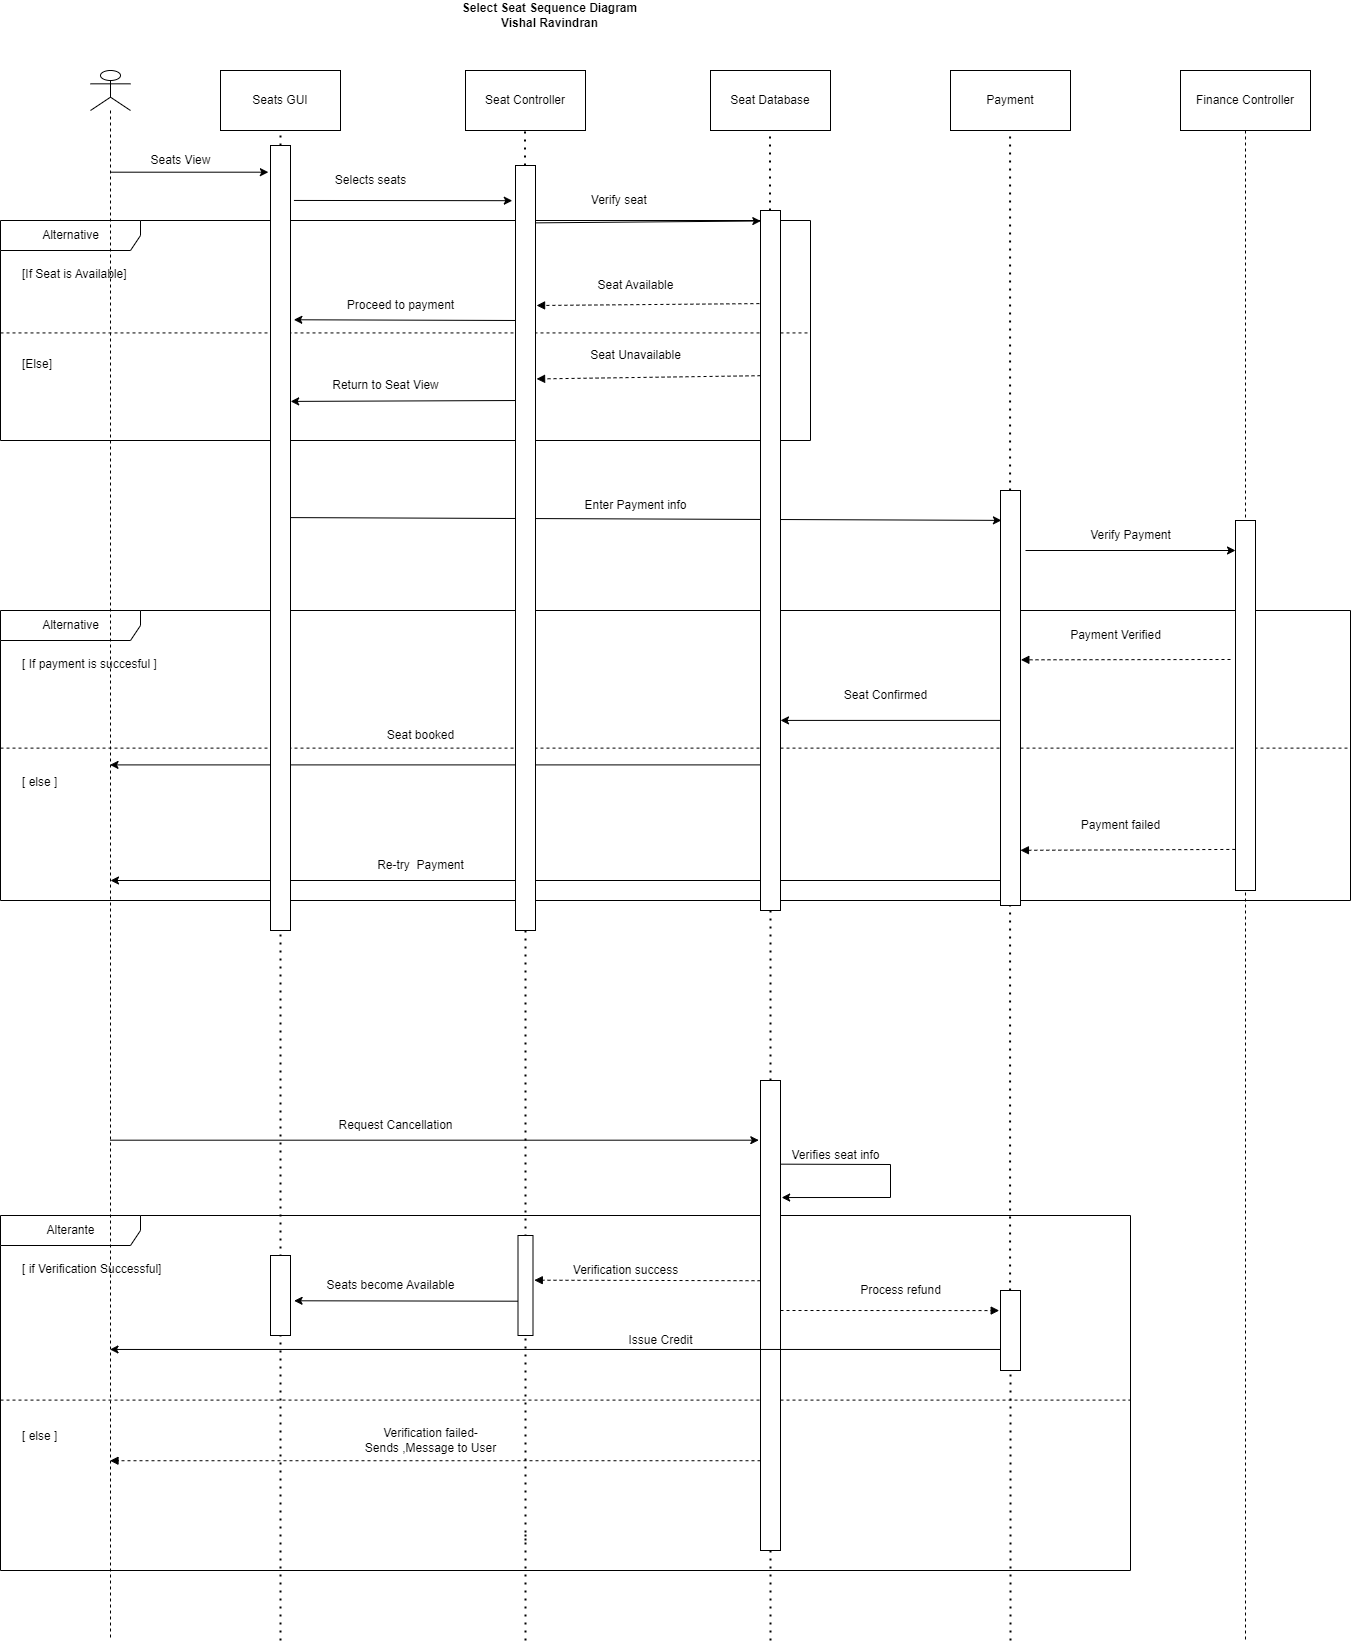 Select Seat Sequence Diagram
Vishal Ravindran
Seats GUI
Seat Controller
Seat Database
Payment
Finance Controller
Seats View
Selects seats
Verify seat
Alternative
[If Seat is Available]
Seat Available
Proceed to payment
Seat Unavailable
[Else]
Return to Seat View
Enter Payment info
Verify Payment
Alternative
Payment Verified
[ If payment is succesful ]
Seat Confirmed
Seat booked
[ else ]
Payment failed
Re-try  Payment
Request Cancellation
Verifies seat info
Alterante
[ if Verification Successful]
Verification success
Seats become Available
Process refund
Issue Credit
[ else ]
Verification failed-
Sends ,Message to User